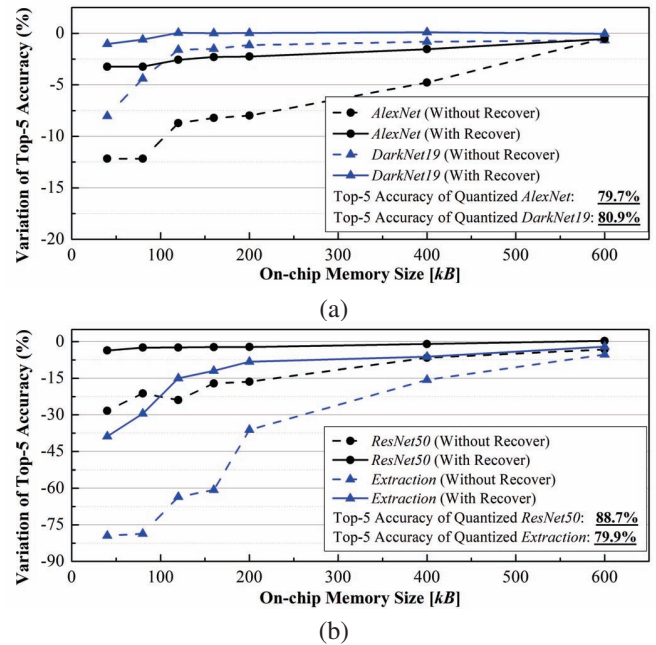 Variation of Top-5 Accuracy (%)
5
0
-5
-10
-15
-20
AlexNet (Without Recover)
AlexNet (With Recover)
DarkNet19 (Without Recover)
DarkNet19 (With Recover)
Top-5 Accuracy of Quantized AlexNet: 79.7%
Top-5 Accuracy of Quantized DarkNet19: 80.9%
0 100 200 300 400 500 600
On-chip Memory Size [kB]
(a)
Variation of Top-5 Accuracy (%)
0
-15
-30
-45
-60
-75
-90
ResNet50 (Without Recover)
ResNet50 (With Recover)
Extraction (Without Recover)
Extraction (With Recover)
Top-5 Accuracy of Quantized ResNet50: 88.7%
Top-5 Accuracy of Quantized Extraction: 79.9%
0 100 200 300 400 500 600
On-chip Memory Size [kB]
(b)